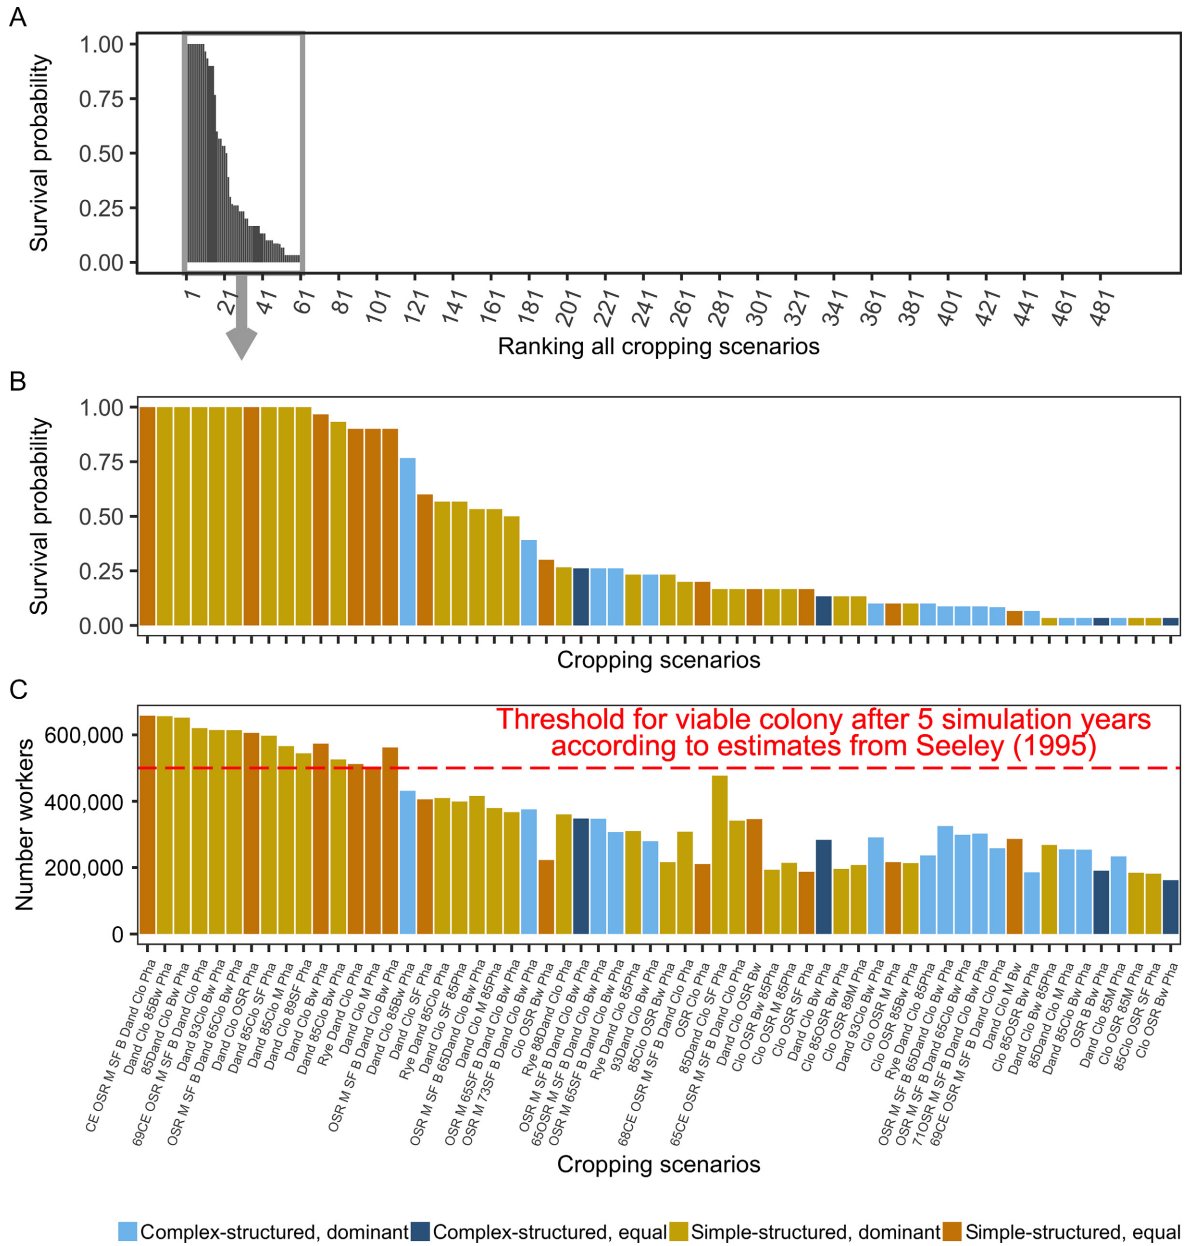 A
Survival probability
1.00
0.75
0.50
0.25
0.00
1
21
41
61
81
101
121
141
161
181
201
221
241
261
281
301
321
341
361
381
401
421
441
461
481
Ranking all cropping scenarios
B
Survival probability
1.00
0.75
0.50
0.25
0.00
Cropping scenarios
C
Number workers
600,000
400,000
200,000
0
Threshold for viable colony after 5 simulation years
according to estimates from Seeley (1995)
CE OSR M SF B Dand Clo Pha
Dand Clo 85Bw Pha
Dand Clo Bw Pha
85Dand Clo Bw Pha
69CE OSR M SF B Dand Clo Pha
Dand 93Clo Bw Pha
OSR M SF B Dand 65Clo Bw Pha
Dand Clo OSR Pha
Dand Clo SF Pha
Dand 85Clo M Pha
Dand Clo 89SF Pha
Dand Clo Bw Pha
Dand 85Clo Bw Pha
Rye Dand Clo Pha
Dand Clo M Pha
OSR M SF B Dand Clo Bw Pha
Dand Clo 85Bw Pha
Dand Clo SF Pha
Rye Dand 85Clo Pha
Dand Clo SF 85Pha
OSR M SF B 65Dand Clo Bw Pha
Dand Clo M 85Pha
OSR M 65SF B Dand Clo Bw Pha
OSR M 73SF B Dand Clo Bw Pha
Clo OSR Bw Pha
Rye 88Dand Clo Pha
OSR M SF B Dand Clo Bw Pha
65OSR M SF B Dand Clo Bw Pha
OSR M 65SF B Dand Clo Bw Pha
Rye Dand Clo 85Pha
93Dand Clo Bw Pha
85Clo OSR Bw Pha
68CE OSR M SF B Dand Clo Pha
OSR Clo Pha
85Dand Clo SF Pha
65CE OSR M SF B Dand Clo Pha
Dand Clo OSR Bw
Clo OSR Bw 85Pha
Clo OSR M 85Pha
Clo OSR SF Pha
Dand Clo Bw Pha
Clo 85OSR Bw Pha
Clo OSR 89M Pha
Dand 93Clo Bw Pha
Clo OSR M Pha
Clo OSR 85Bw Pha
Rye Dand Clo 85Pha
OSR M SF B 65Dand Clo Bw Pha
OSR M SF B Dand 65Clo Bw Pha
71OSR M SF B Dand Clo Bw Pha
69CE OSR M SF B Dand Clo Pha
Dand Clo M Bw
Clo 85OSR Bw Pha
Dand Clo Bw 85Pha
85Dand Clo M Pha
Dand 85Clo Bw Pha
OSR Bw Pha
Dand Clo 85M Pha
Clo OSR 85M Pha
Clo OSR SF Pha
85Clo OSR Bw Pha
Clo OSR Bw Pha
Cropping scenarios
Complex-structured, dominant
Complex-structured, equal
Simple-structured, dominant
Simple-structured, equal